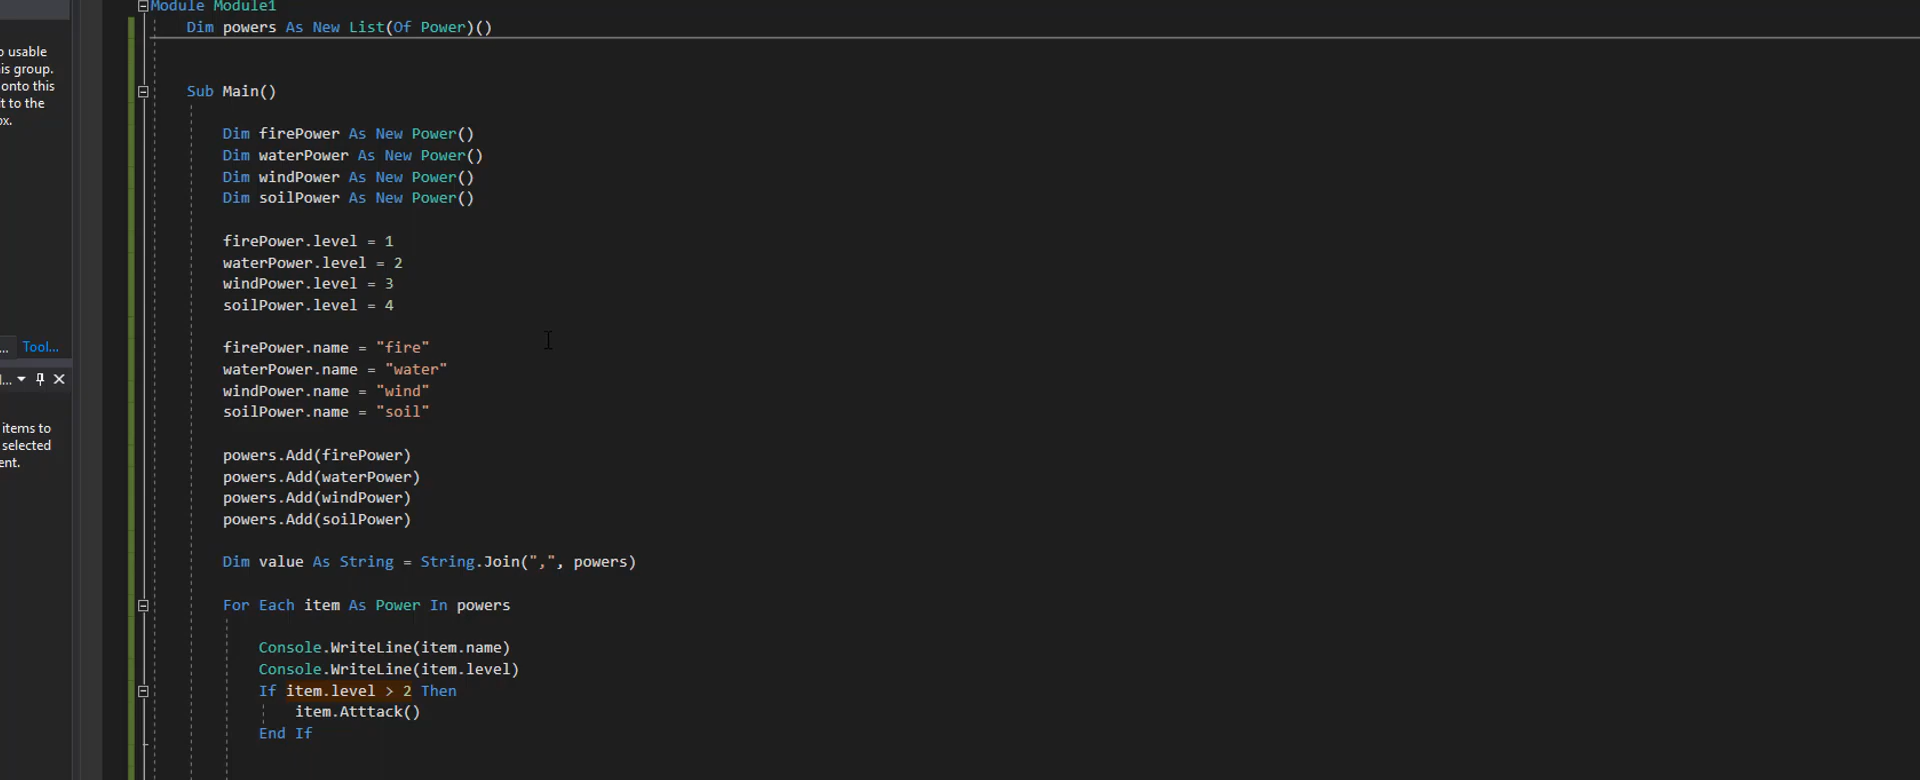 Module Module1
Dim powers As New List(Of Power)()
usable
is group.
onto this
t to the
Sub Main()
Dim firePower As New Power()
Dim waterPower As New Power()
Dim windPower As New Power()
Dim soilPower As New Power()
firePower.level = 1
waterPower.level = 2
windPower.level = 3
soilPower.level = 4
... Tool...
firePower.name = "fire"
waterPower.name = "water"
windPower.name = "wind"
soilPower.name = "soil"
items to
selected
ent.
powers.Add(firePower)
powers.Add(waterPower)
powers.Add(windPower)
powers.Add(soilPower)
Dim value As String = String.Join(",", powers)
For Each item As Power In powers
Console.WriteLine(item.name)
Console.WriteLine(item.level)
If item.level > 2 Then
item.Atttack()
End If